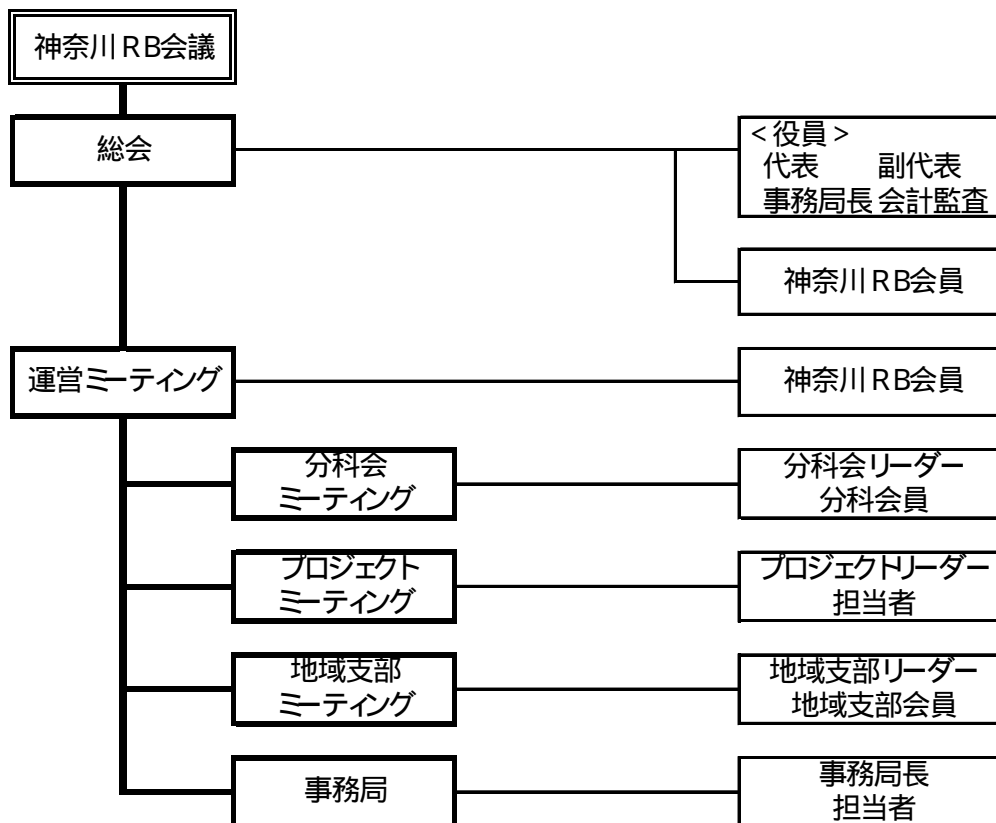 神奈川RB会議
総会
<役員>
代表 副代表
事務局長 会計監査
神奈川RB会員
運営ミーティング
神奈川RB会員
分科会
ミーティング
分科会リーダー
分科会員
プロジェクト
ミーティング
プロジェクトリーダー
担当者
地域支部
ミーティング
地域支部リーダー
地域支部会員
事務局
事務局長
担当者